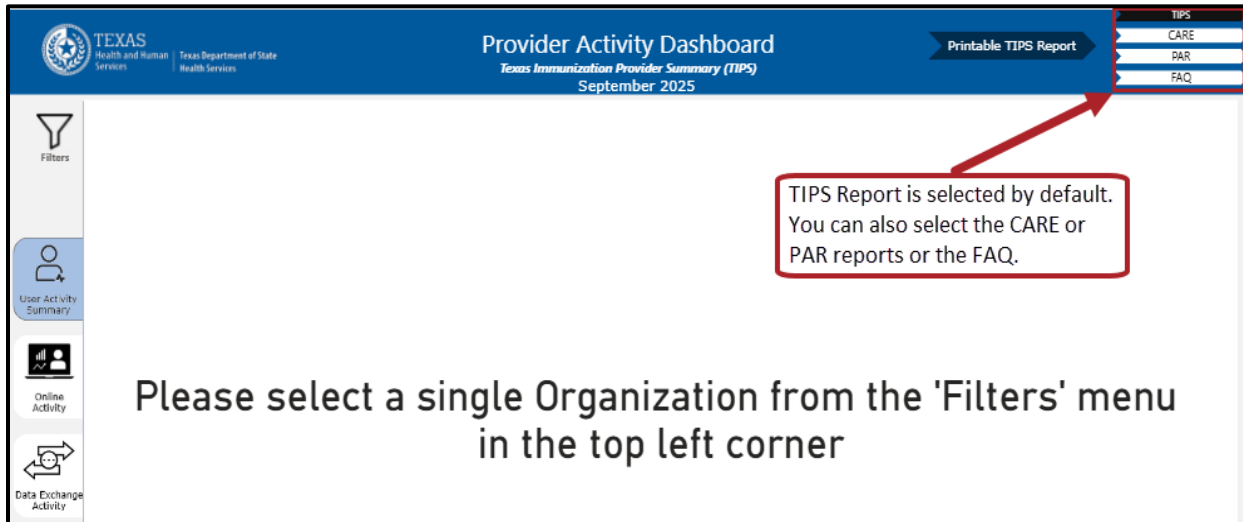 TEXAS
Health and Human
Services
Texas Department of State
Health Services
Provider Activity Dashboard
Texas Immunization Provider Summary (TIPS)
September 2025
Printable TIPS Report
TIPS
CARE
PAR
FAQ
Filters
TIPS Report is selected by default.
You can also select the CARE or
PAR reports or the FAQ.
User Activity
Summary
Online
Activity
Please select a single Organization from the 'Filters' menu
in the top left corner
Data Exchange
Activity